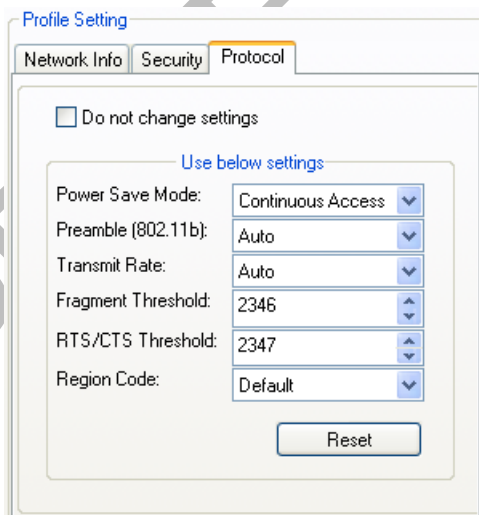 Profile Setting
Network Info Security Protocol
Do not change settings
Use below settings
Power Save Mode: Continuous Access
Preamble (802.11b): Auto
Transmit Rate: Auto
Fragment Threshold: 2346
RTS/CTS Threshold: 2347
Region Code: Default
Reset